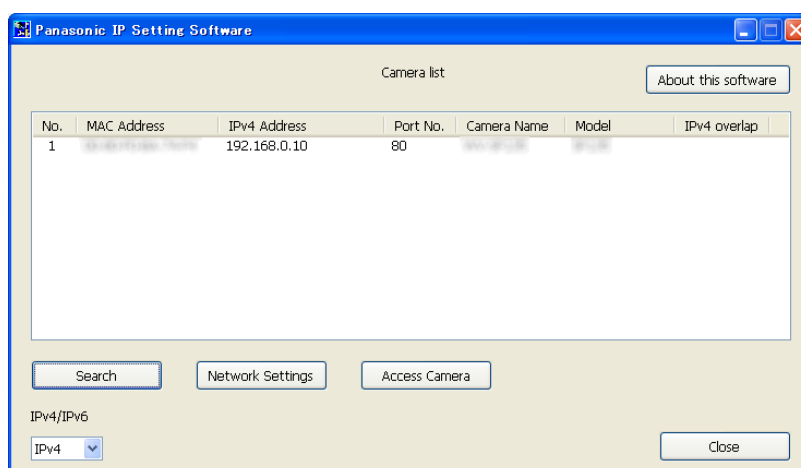 Panasonic IP Setting Software
Camera list
About this software
No. MAC Address IPv4 Address Port No. Camera Name Model IPv4 overlap
1 192.168.0.10 80
Search Network Settings Access Camera
IPv4/IPv6
IPv4
Close